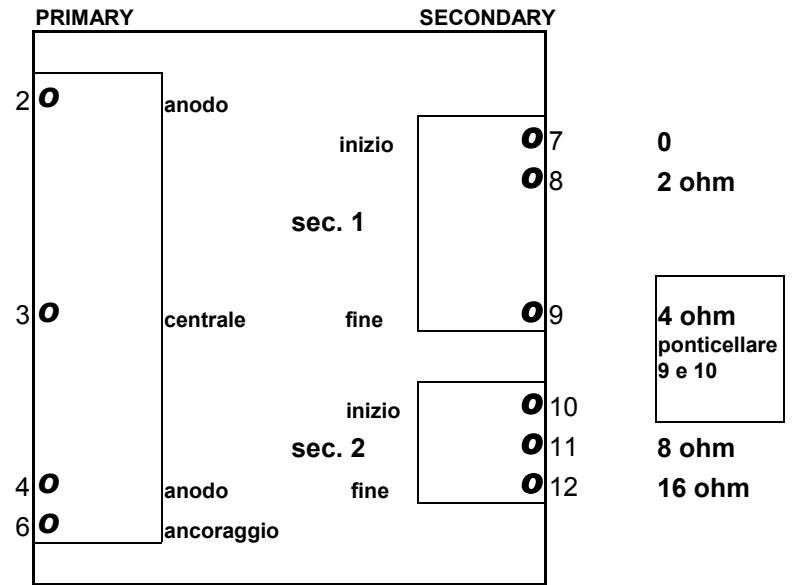 PRIMARY SECONDARY
2 o anodo
inizio o 7 0
o 8 2 ohm
sec. 1
3 o centrale fine o 9 4 ohm
ponticellare
9 e 10
inizio o 10
sec. 2 o 11 8 ohm
4 o anodo fine o 12 16 ohm
6 o ancoraggio